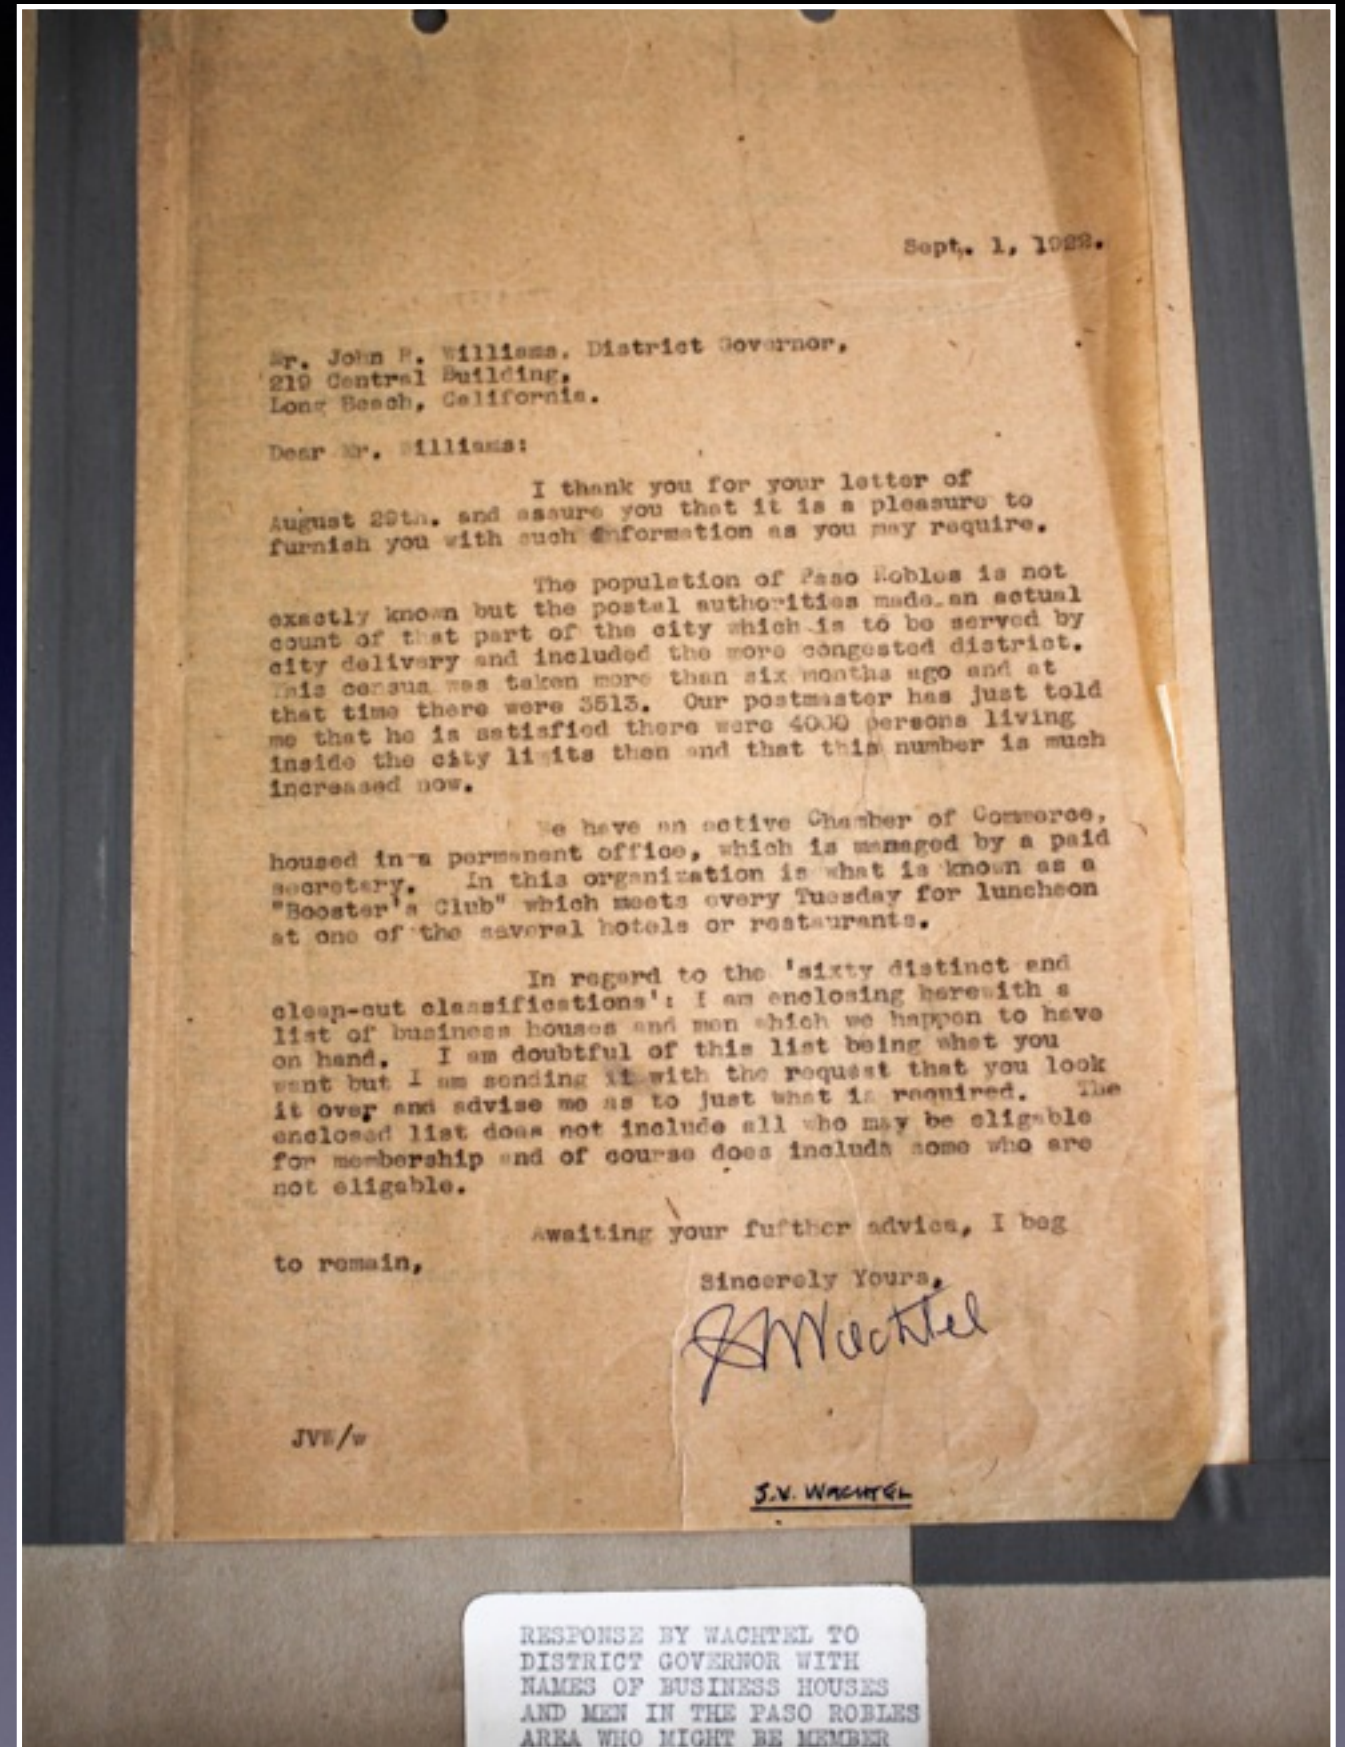 Sept. 1, 1922.
Mr. John R. Williams, District Governor,
219 Central Building,
Long Beach, California.
Dear Mr. Williams:
I thank you for your letter of
August 29th. and assure you that it is a pleasure to
furnish you with such information as you may require.
The population of Paso Robles is not
exactly known but the postal authorities made an actual
count of that part of the city which is to be served by
city delivery and included the more congested district.
This census was taken more than six months ago and at
that time there were 3513. Our postmaster has just told
me that he is satisfied there were 4000 persons living
inside the city limits then and that this number is much
increased now.
We have an active Chamber of Commerce,
housed in a permanent office, which is managed by a paid
secretary. In this organization is what is known as a
"Booster's Club" which meets every Tuesday for luncheon
at one of the several hotels or restaurants.
In regard to the 'sixty distinct and
clean-cut classifications': I am enclosing herewith a
list of business houses and men which we happen to have
on hand. I am doubtful of this list being what you
want but I am sending it with the request that you look
it over and advise me as to just what is required. The
enclosed list does not include all who may be eligable
for membership and of course does include some who are
not eligable.
Awaiting your futther advice, I beg
to remain,
Sincerely Yours,
JVWachtel
JVW/w
J.V. WACHTEL
RESPONSE BY WACHTEL TO
DISTRICT GOVERNOR WITH
NAMES OF BUSINESS HOUSES
AND MEN IN THE PASO ROBLES
AREA WHO MIGHT BE MEMBER